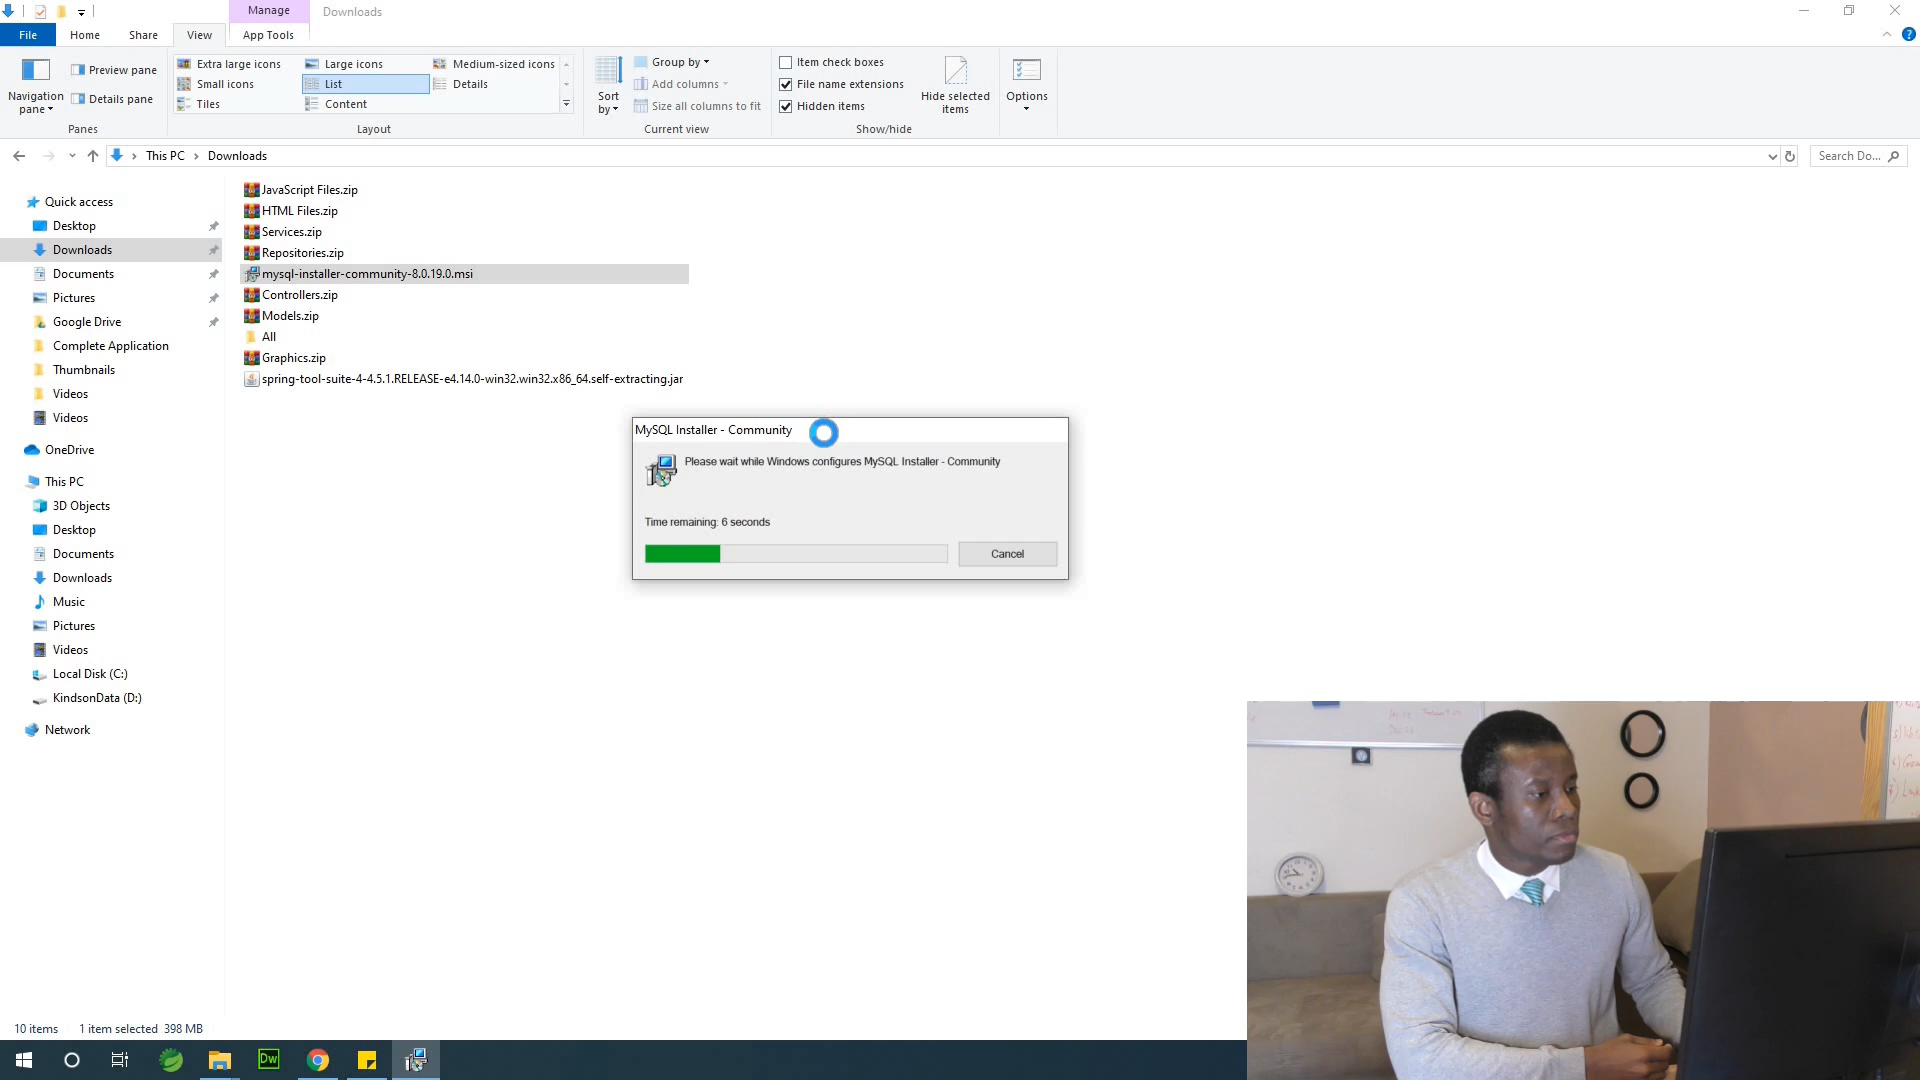 Manage
Downloads
File
Home
Share
View
App Tools
Navigation pane
Preview pane
Details pane
Panes
Extra large icons
Large icons
Medium-sized icons
Small icons
List
Details
Tiles
Content
Layout
Sort by
Group by
Add columns
Size all columns to fit
Current view
Item check boxes
File name extensions
Hidden items
Hide selected items
Show/hide
Options
This PC
Downloads
Search Do...
Quick access
Desktop
Downloads
Documents
Pictures
Google Drive
Complete Application
Thumbnails
Videos
Videos
OneDrive
This PC
3D Objects
Desktop
Documents
Downloads
Music
Pictures
Videos
Local Disk (C:)
KindsonData (D:)
Network
JavaScript Files.zip
HTML Files.zip
Services.zip
Repositories.zip
mysql-installer-community-8.0.19.0.msi
Controllers.zip
Models.zip
All
Graphics.zip
spring-tool-suite-4-4.5.1.RELEASE-e4.14.0-win32.win32.x86_64.self-extracting.jar
MySQL Installer - Community
Please wait while Windows configures MySQL Installer - Community
Time remaining: 6 seconds
Cancel
10 items
1 item selected 398 MB
Dw